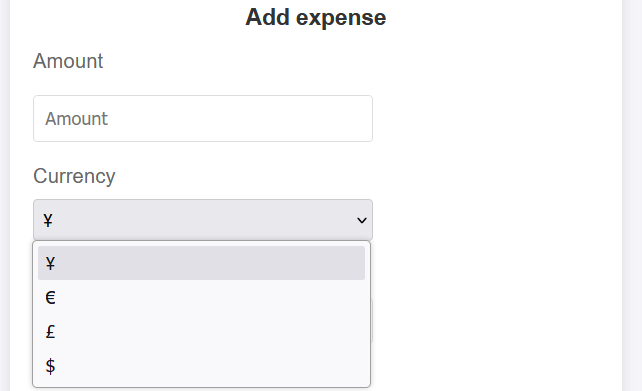 Add expense
Amount
Amount
Currency
¥
¥
€
£
$